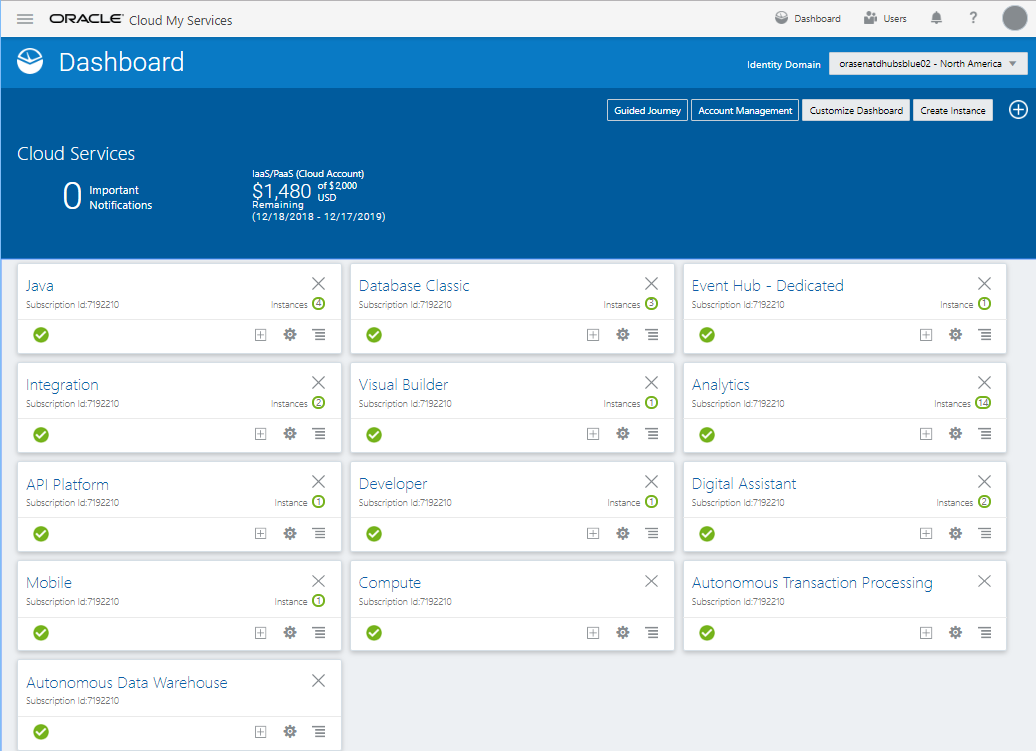 ORACLE® Cloud My Services
Dashboard
Users
?
Dashboard
Identity Domain
orasenatdhubsblue02 - North America
Guided Journey
Account Management
Customize Dashboard
Create Instance
Cloud Services
0 Important
Notifications
IaaS/PaaS (Cloud Account)
$1,480 of $2,000
USD
Remaining
(12/18/2018 - 12/17/2019)
Java
Subscription Id:7192210
Instances 4
Database Classic
Subscription Id:7192210
Instances 3
Event Hub - Dedicated
Subscription Id:7192210
Instance 1
Integration
Subscription Id:7192210
Instances 2
Visual Builder
Subscription Id:7192210
Instances 1
Analytics
Subscription Id:7192210
Instances 14
API Platform
Subscription Id:7192210
Instance 1
Developer
Subscription Id:7192210
Instance 1
Digital Assistant
Subscription Id:7192210
Instances 2
Mobile
Subscription Id:7192210
Instance 1
Compute
Subscription Id:7192210
Autonomous Transaction Processing
Subscription Id:7192210
Autonomous Data Warehouse
Subscription Id:7192210